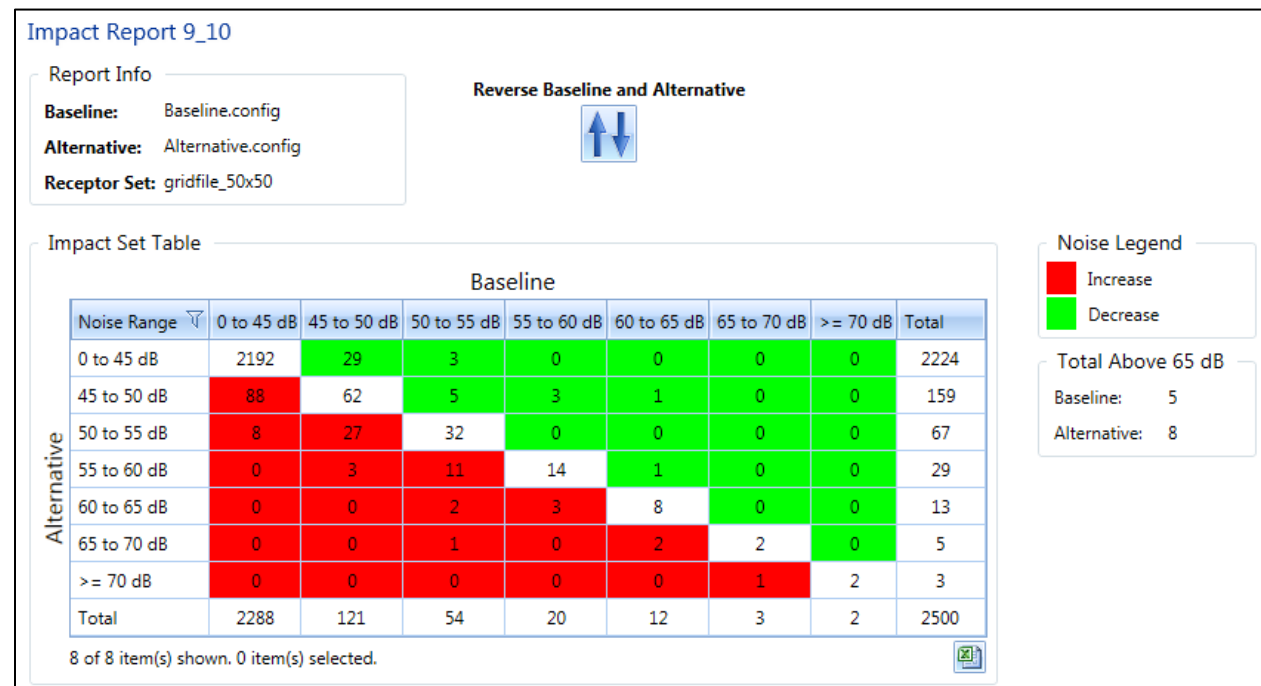 Impact Report 9_10
Report Info
Baseline: Baseline.config
Alternative: Alternative.config
Receptor Set: gridfile_50x50
Reverse Baseline and Alternative
Impact Set Table
Baseline
Alternative
Noise Range 0 to 45 dB 45 to 50 dB 50 to 55 dB 55 to 60 dB 60 to 65 dB 65 to 70 dB >= 70 dB Total
0 to 45 dB 2192 29 3 0 0 0 0 2224
45 to 50 dB 88 62 5 3 1 0 0 159
50 to 55 dB 8 27 32 0 0 0 0 67
55 to 60 dB 0 3 11 14 1 0 0 29
60 to 65 dB 0 0 2 3 8 0 0 13
65 to 70 dB 0 0 1 0 2 2 0 5
>= 70 dB 0 0 0 0 0 1 2 3
Total 2288 121 54 20 12 3 2 2500
8 of 8 item(s) shown. 0 item(s) selected.
Noise Legend
Increase
Decrease
Total Above 65 dB
Baseline: 5
Alternative: 8